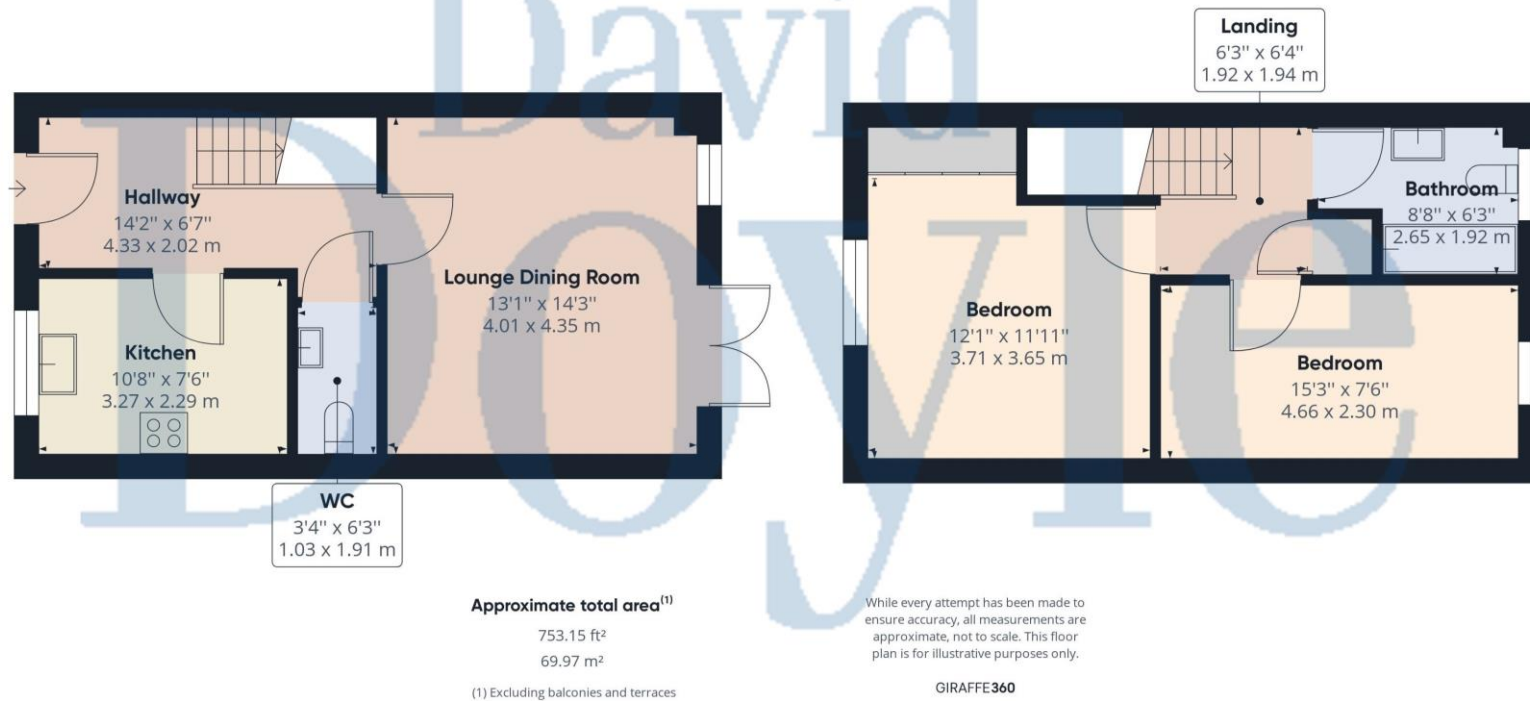 David
Doyle
Hallway
14'2" x 6'7"
4.33 x 2.02 m
Kitchen
10'8" x 7'6"
3.27 x 2.29 m
WC
3'4" x 6'3"
1.03 x 1.91 m
Lounge Dining Room
13'1" x 14'3"
4.01 x 4.35 m
Landing
6'3" x 6'4"
1.92 x 1.94 m
Bathroom
8'8" x 6'3"
2.65 x 1.92 m
Bedroom
12'1" x 11'11"
3.71 x 3.65 m
Bedroom
15'3" x 7'6"
4.66 x 2.30 m
Approximate total area(1)
753.15 ft²
69.97 m²
(1) Excluding balconies and terraces
While every attempt has been made to
ensure accuracy, all measurements are
approximate, not to scale. This floor
plan is for illustrative purposes only.
GIRAFFE360